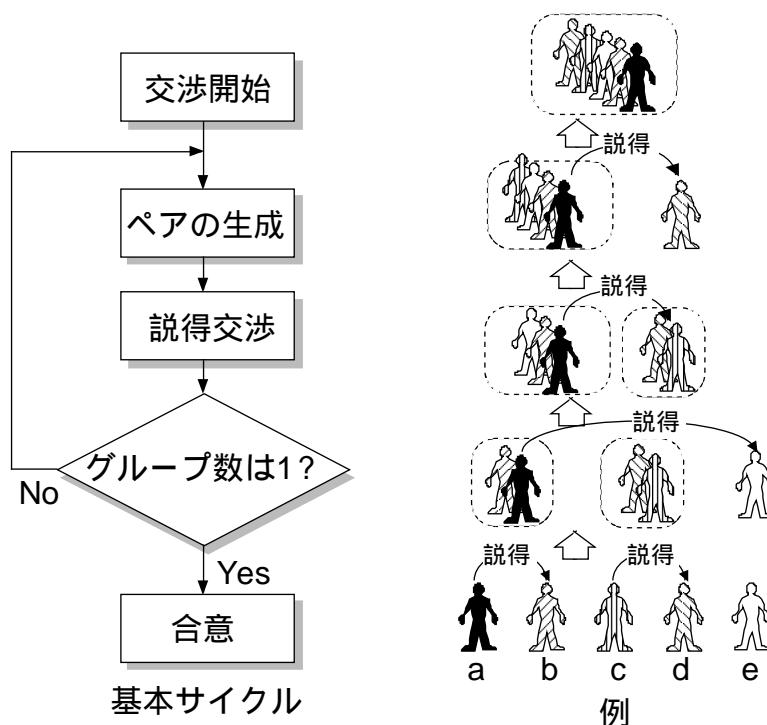 交渉開始
ペアの生成
説得交渉
グループ数は1?
No
Yes
合意
基本サイクル
説得
説得
説得
説得 説得
a b c d e
例